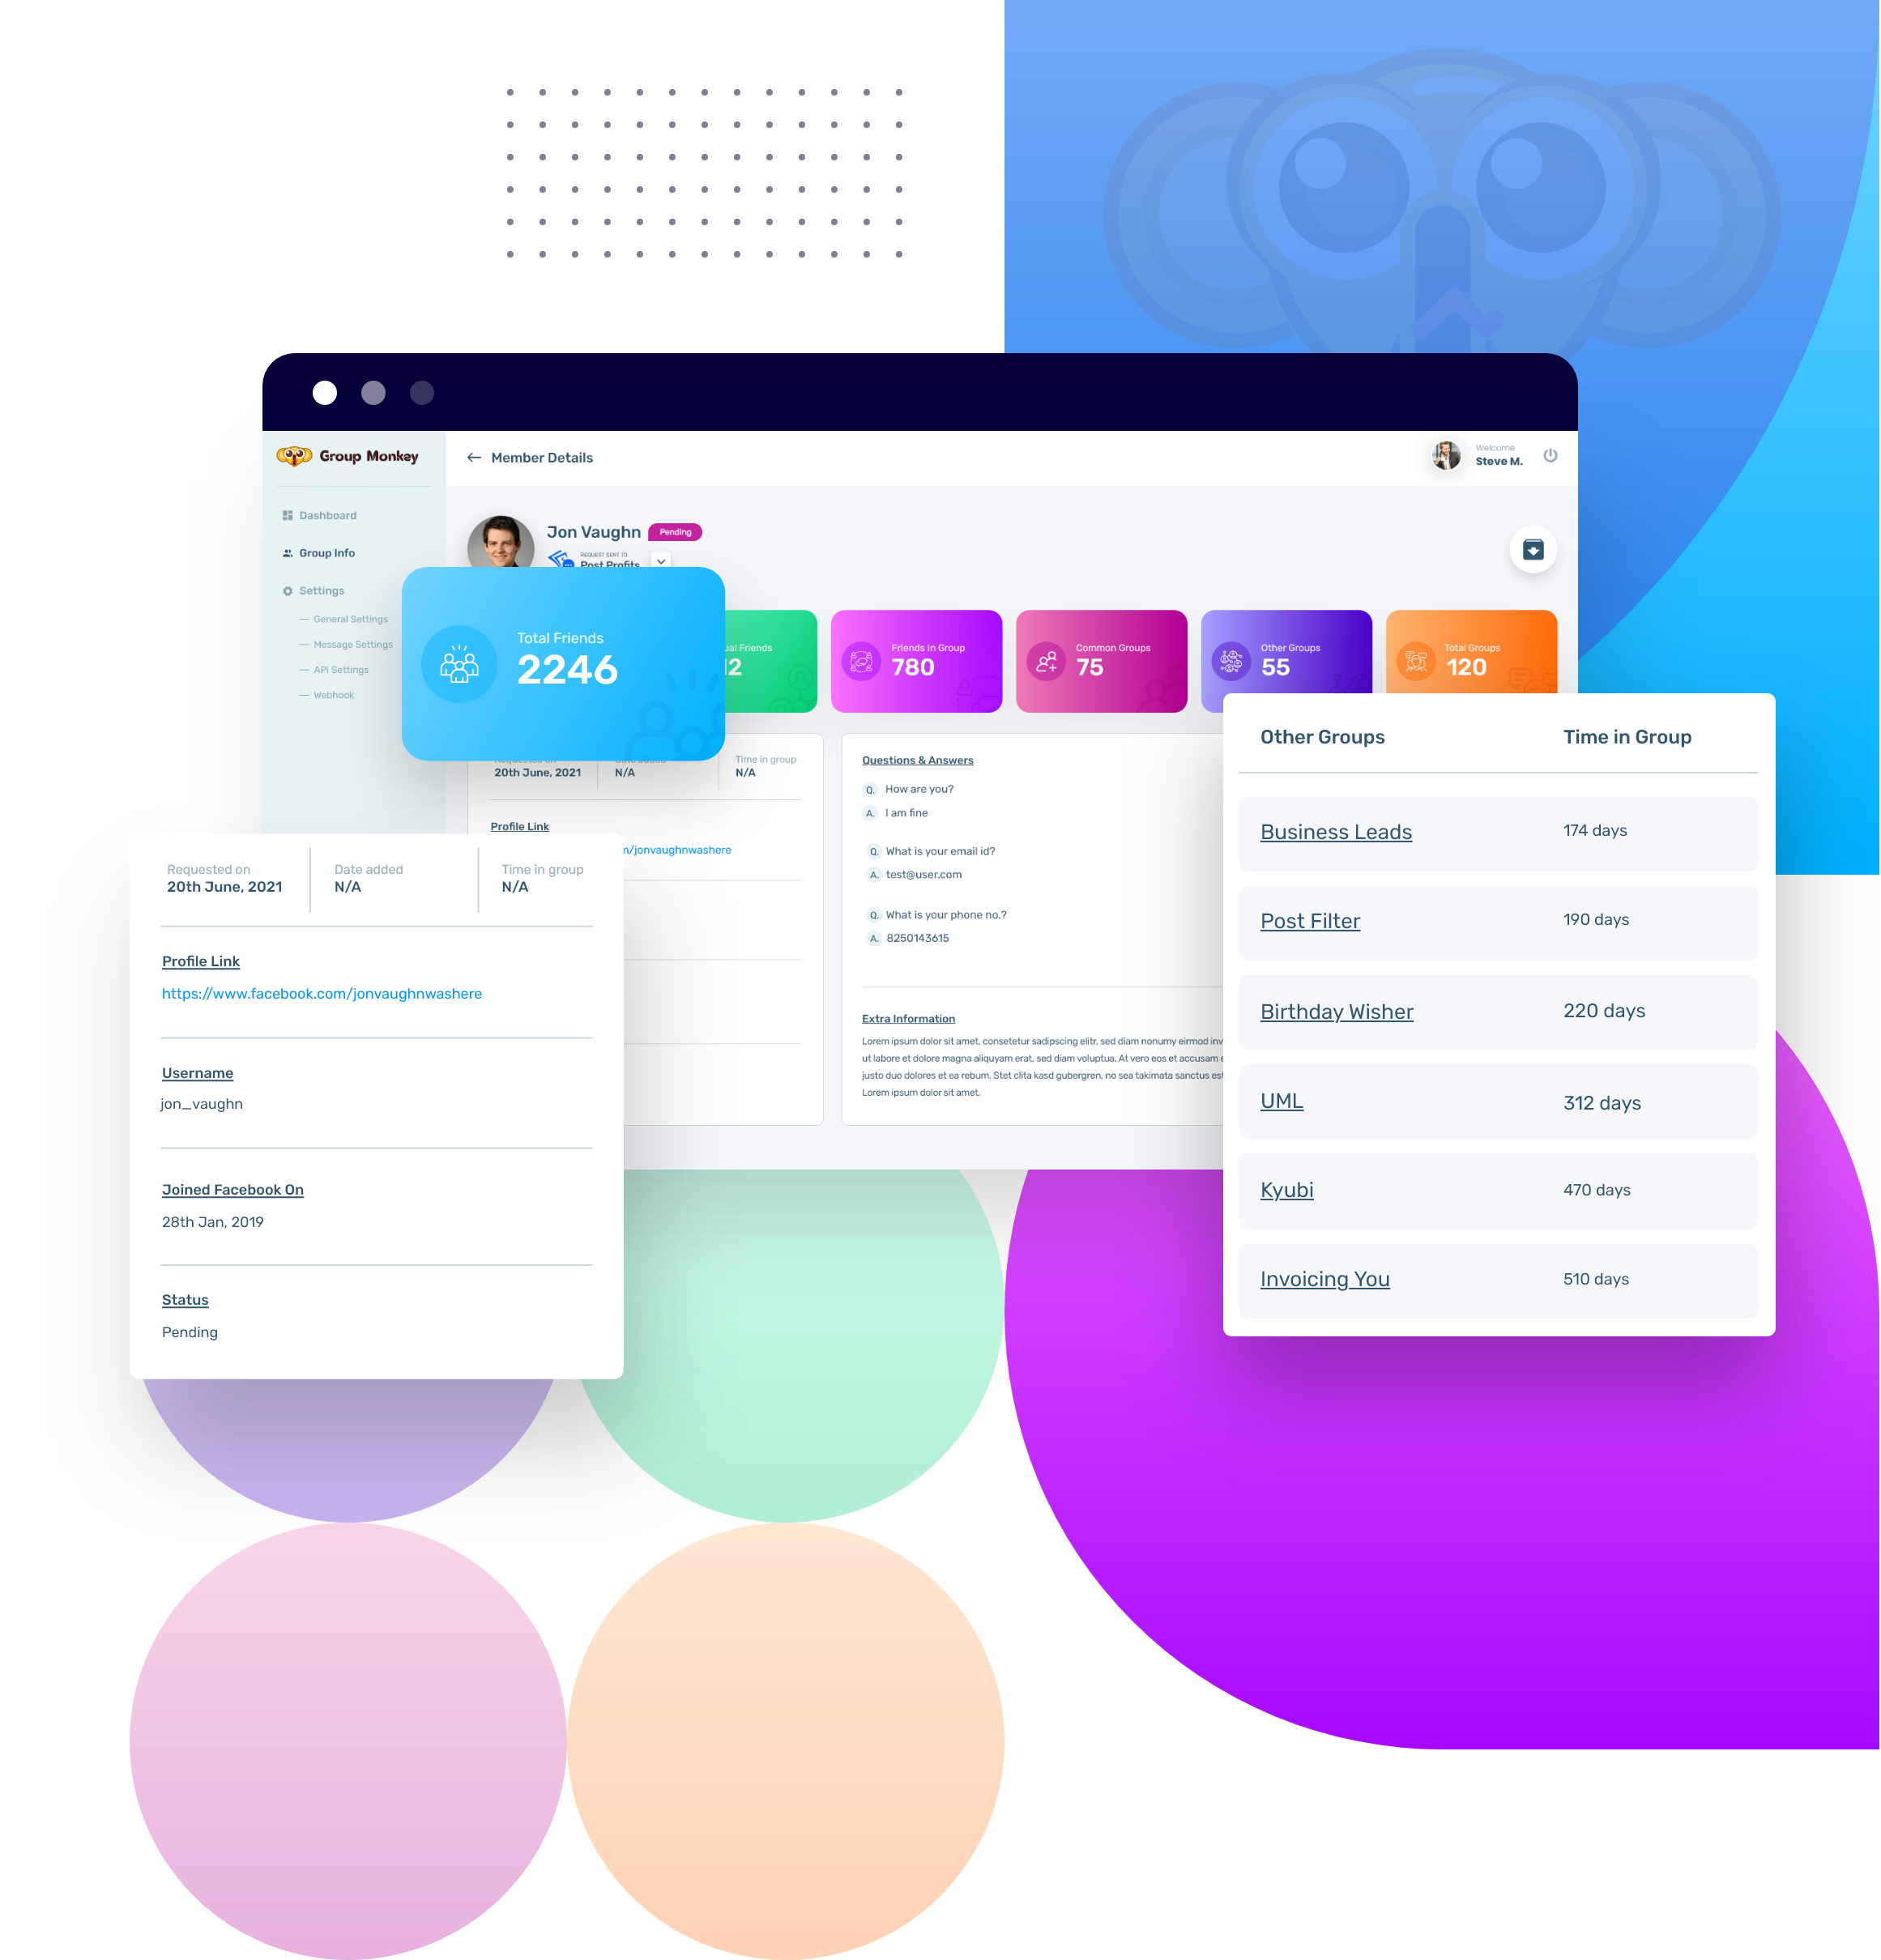 Group Monkey
Dashboard
Group Info
Settings
— General Settings
— Message Settings
— API Settings
— Webhook
← Member Details
Welcome
Steve M.
Jon Vaughn
Pending
REQUEST SENT TO
Post Profits
Total Friends
2246
Friends
Friends In Group
780
Common Groups
75
Other Groups
55
Total Groups
120
20th June, 2021
N/A
Time in group
N/A
Profile Link
/jonvaughnwashere
Questions & Answers
Q. How are you?
A. I am fine
Q. What is your email id?
A. test@user.com
Q. What is your phone no.?
A. 8250143615
Extra Information
Lorem ipsum dolor sit amet, consetetur sadipscing elitr, sed diam nonumy eirmod inv
ut labore et dolore magna aliquyam erat, sed diam voluptua. At vero eos et accusam
justo duo dolores et ea rebum. Stet clita kasd gubergren, no sea takimata sanctus est
Lorem ipsum dolor sit amet.
Requested on
20th June, 2021
Date added
N/A
Time in group
N/A
Profile Link
https://www.facebook.com/jonvaughnwashere
Username
jon_vaughn
Joined Facebook On
28th Jan, 2019
Status
Pending
Other Groups Time in Group
Business Leads 174 days
Post Filter 190 days
Birthday Wisher 220 days
UML 312 days
Kyubi 470 days
Invoicing You 510 days